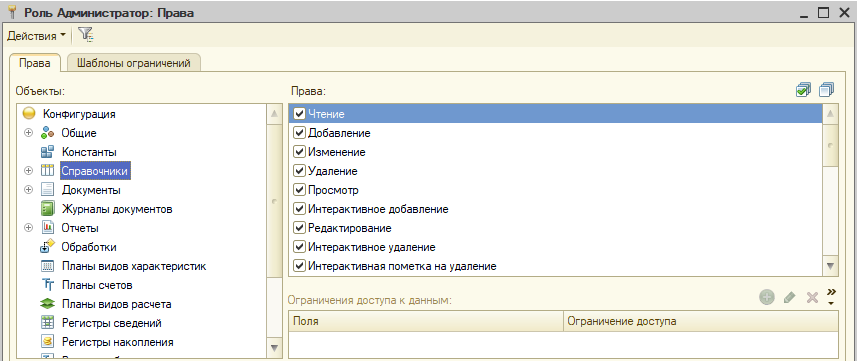 Роль Администратор: Права
Действия
Права
Шаблоны ограничений
Объекты:
Конфигурация
Общие
Константы
Справочники
Документы
Журналы документов
Отчеты
Обработки
Планы видов характеристик
Планы счетов
Планы видов расчета
Регистры сведений
Регистры накопления
Права:
Чтение
Добавление
Изменение
Удаление
Просмотр
Интерактивное добавление
Редактирование
Интерактивное удаление
Интерактивная пометка на удаление
Ограничения доступа к данным:
Поля
Ограничение доступа